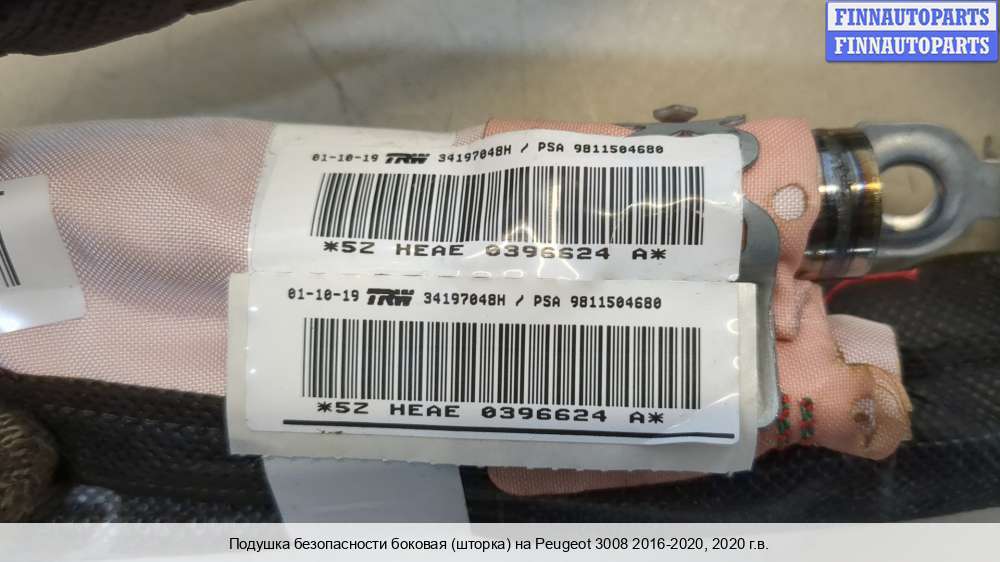 FINNAUTOPARTS
FINNAUTOPARTS
01-10-19 TRW 34197048H / PSA 9811504680
*5Z HEAE 0396624 A*
01-10-19 TRW 34197048H / PSA 9811504680
*5Z HEAE 0396624 A*
Подушка безопасности боковая (шторка) на Peugeot 3008 2016-2020, 2020 г.в.